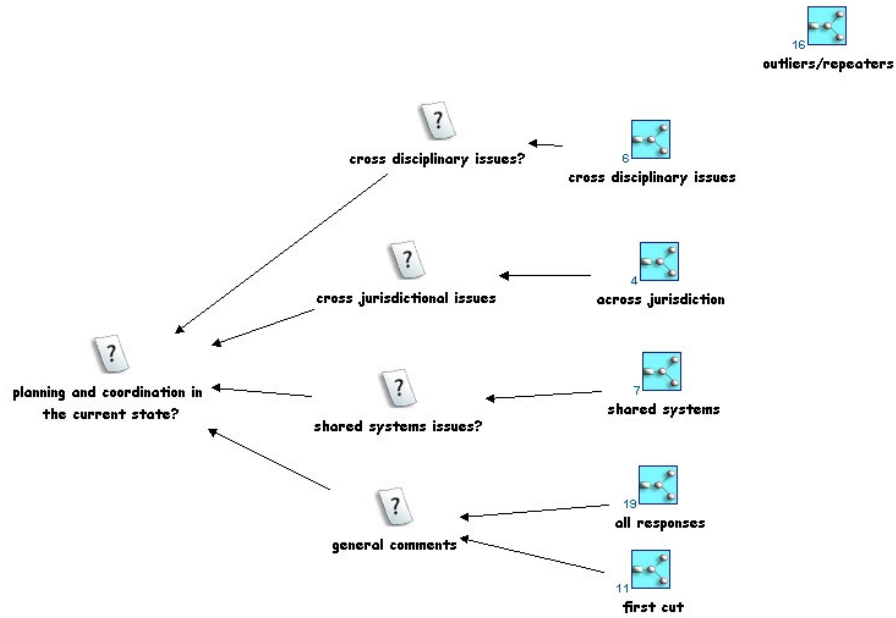 16
outliers/repeaters
?
cross disciplinary issues?
6
cross disciplinary issues
?
cross jurisdictional issues
4
across jurisdiction
?
planning and coordination in
the current state?
?
shared systems issues?
7
shared systems
?
general comments
19
all responses
11
first cut